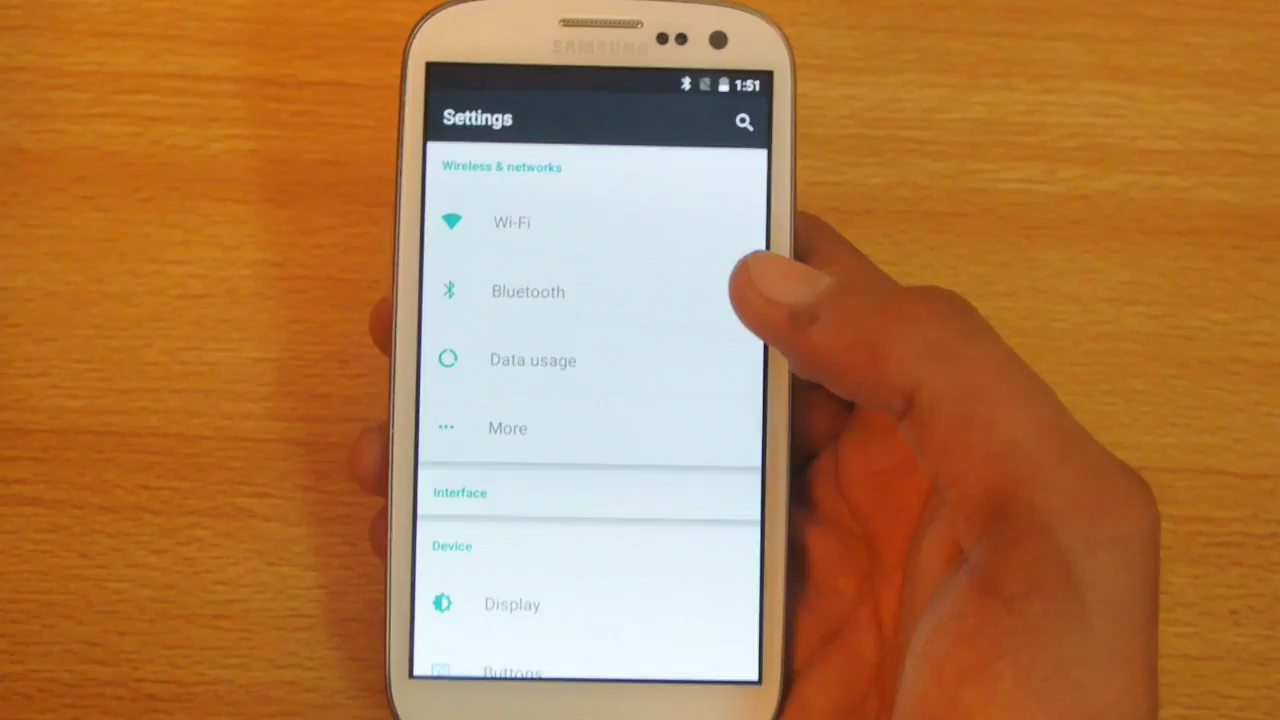 SAMSUNG
1:51
Settings
Wireless & networks
Wi-Fi
Bluetooth
Data usage
More
Interface
Device
Display
Buttons